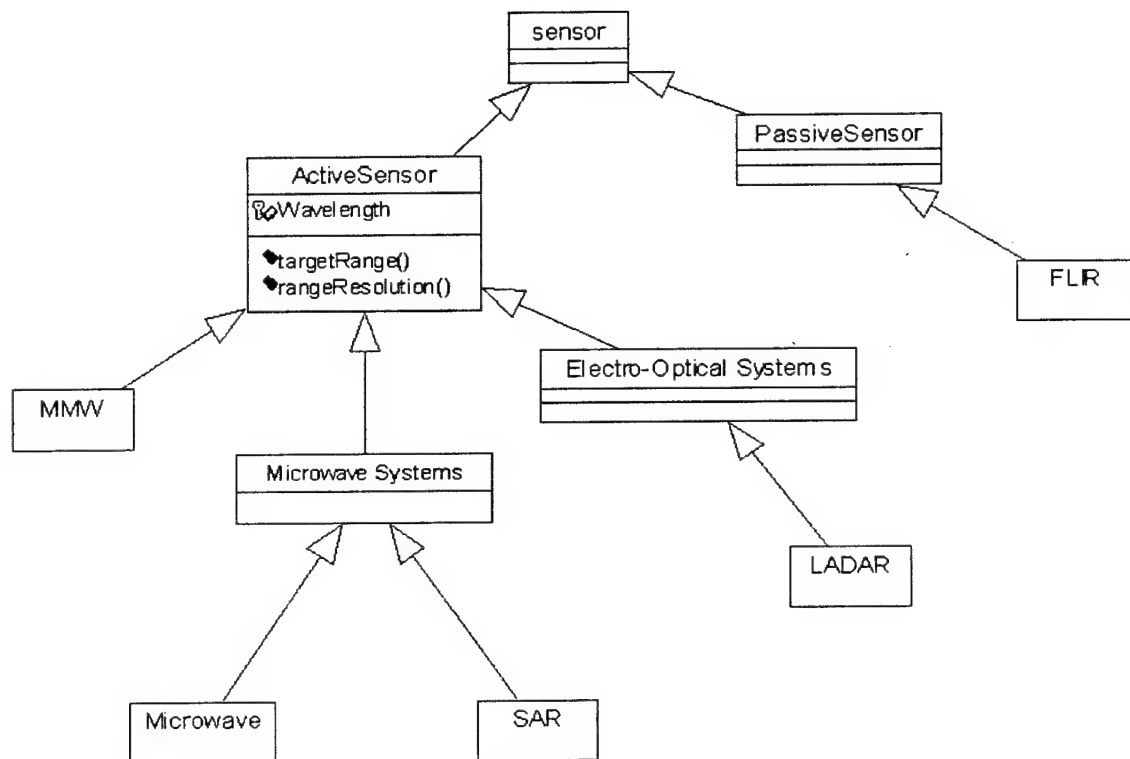 sensor
PassiveSensor
ActiveSensor
Wavelength
targetRange()
rangeResolution()
FLIR
Electro-Optical Systems
MMW
Microwave Systems
LADAR
Microwave
SAR